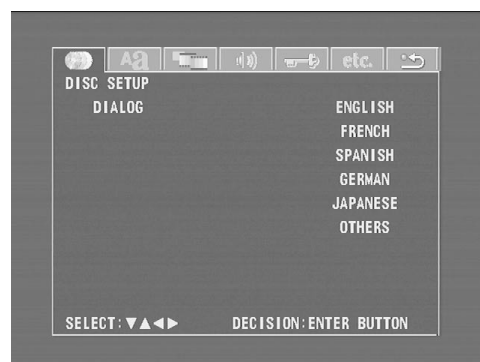 Aa etc.
DISC SETUP
DIALOG ENGLISH
FRENCH
SPANISH
GERMAN
JAPANESE
OTHERS
SELECT:▼▲◀▶ DECISION:ENTER BUTTON